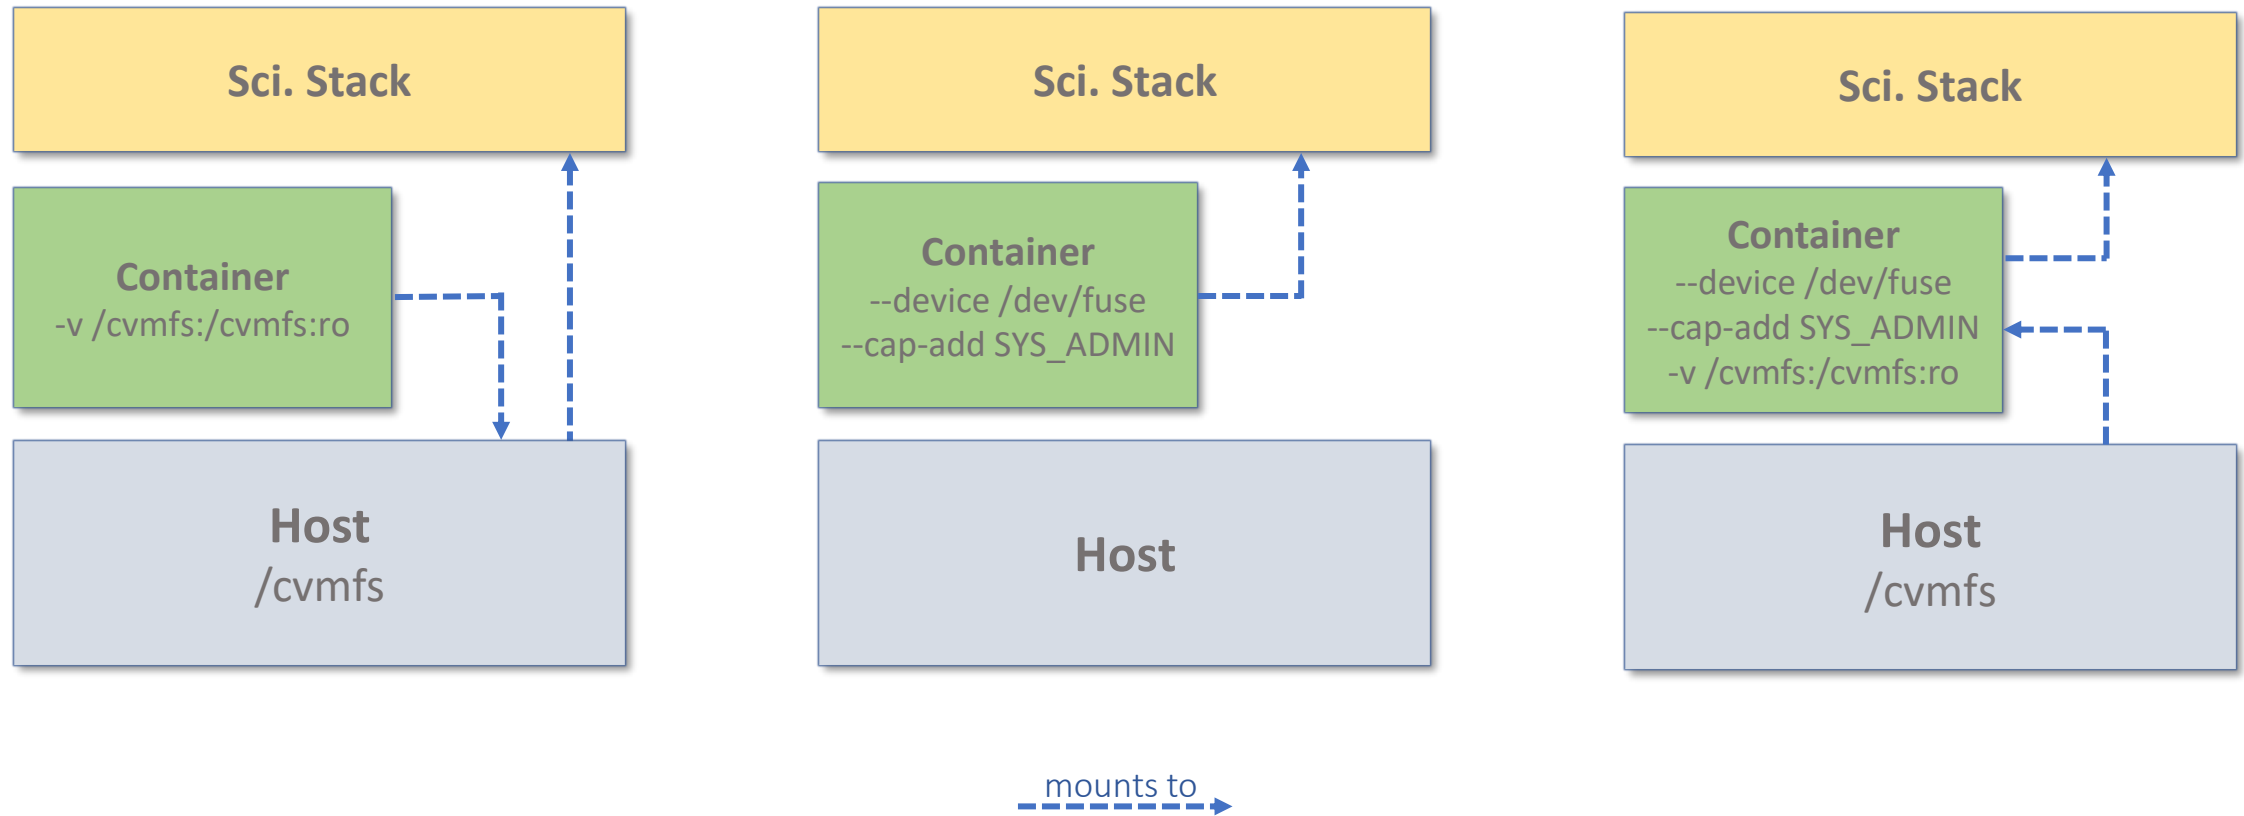 Sci. Stack
Container
-v /cvmfs:/cvmfs:ro
Host
/cvmfs
Sci. Stack
Container
--device /dev/fuse
--cap-add SYS_ADMIN
Host
Sci. Stack
Container
--device /dev/fuse
--cap-add SYS_ADMIN
-v /cvmfs:/cvmfs:ro
Host
/cvmfs
mounts to